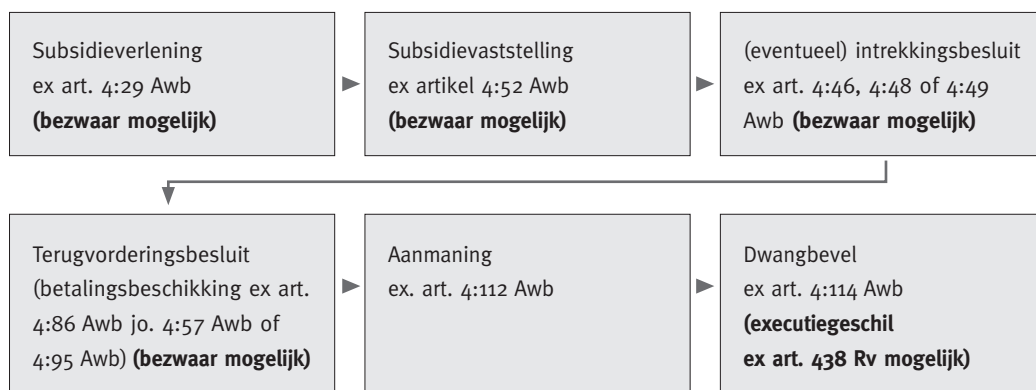 Subsidieverlening
ex art. 4:29 Awb
(bezwaar mogelijk)
Subsidievaststelling
ex artikel 4:52 Awb
(bezwaar mogelijk)
(eventueel) intrekkingsbesluit
ex art. 4:46, 4:48 of 4:49
Awb (bezwaar mogelijk)
Terugvorderingsbesluit
(betalingsbeschikking ex art.
4:86 Awb jo. 4:57 Awb of
4:95 Awb) (bezwaar mogelijk)
Aanmaning
ex. art. 4:112 Awb
Dwangbevel
ex art. 4:114 Awb
(executiegeschil
ex art. 438 Rv mogelijk)